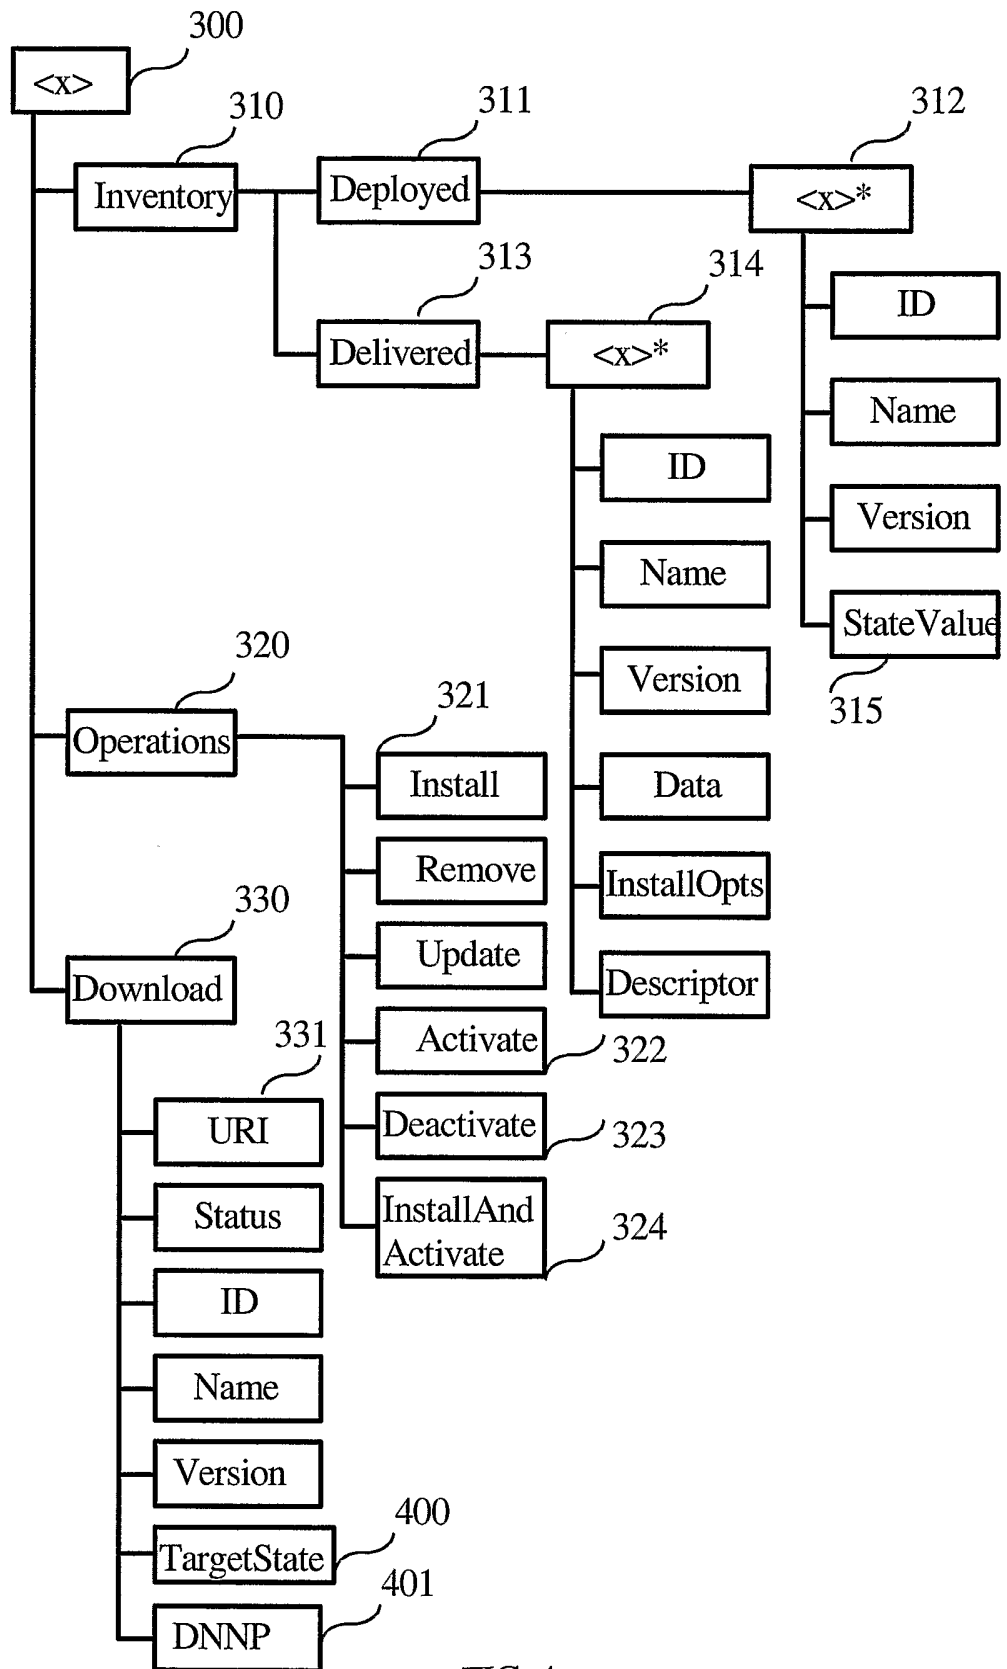 300
<x>
310
Inventory
311
Deployed
312
<x>*
ID
Name
Version
StateValue
315
313
Delivered
314
<x>*
ID
Name
Version
Data
InstallOpts
Descriptor
320
Operations
321
Install
Remove
Update
Activate
322
Deactivate
323
InstallAnd
Activate
324
330
Download
331
URI
Status
ID
Name
Version
TargetState
400
DNNP
401